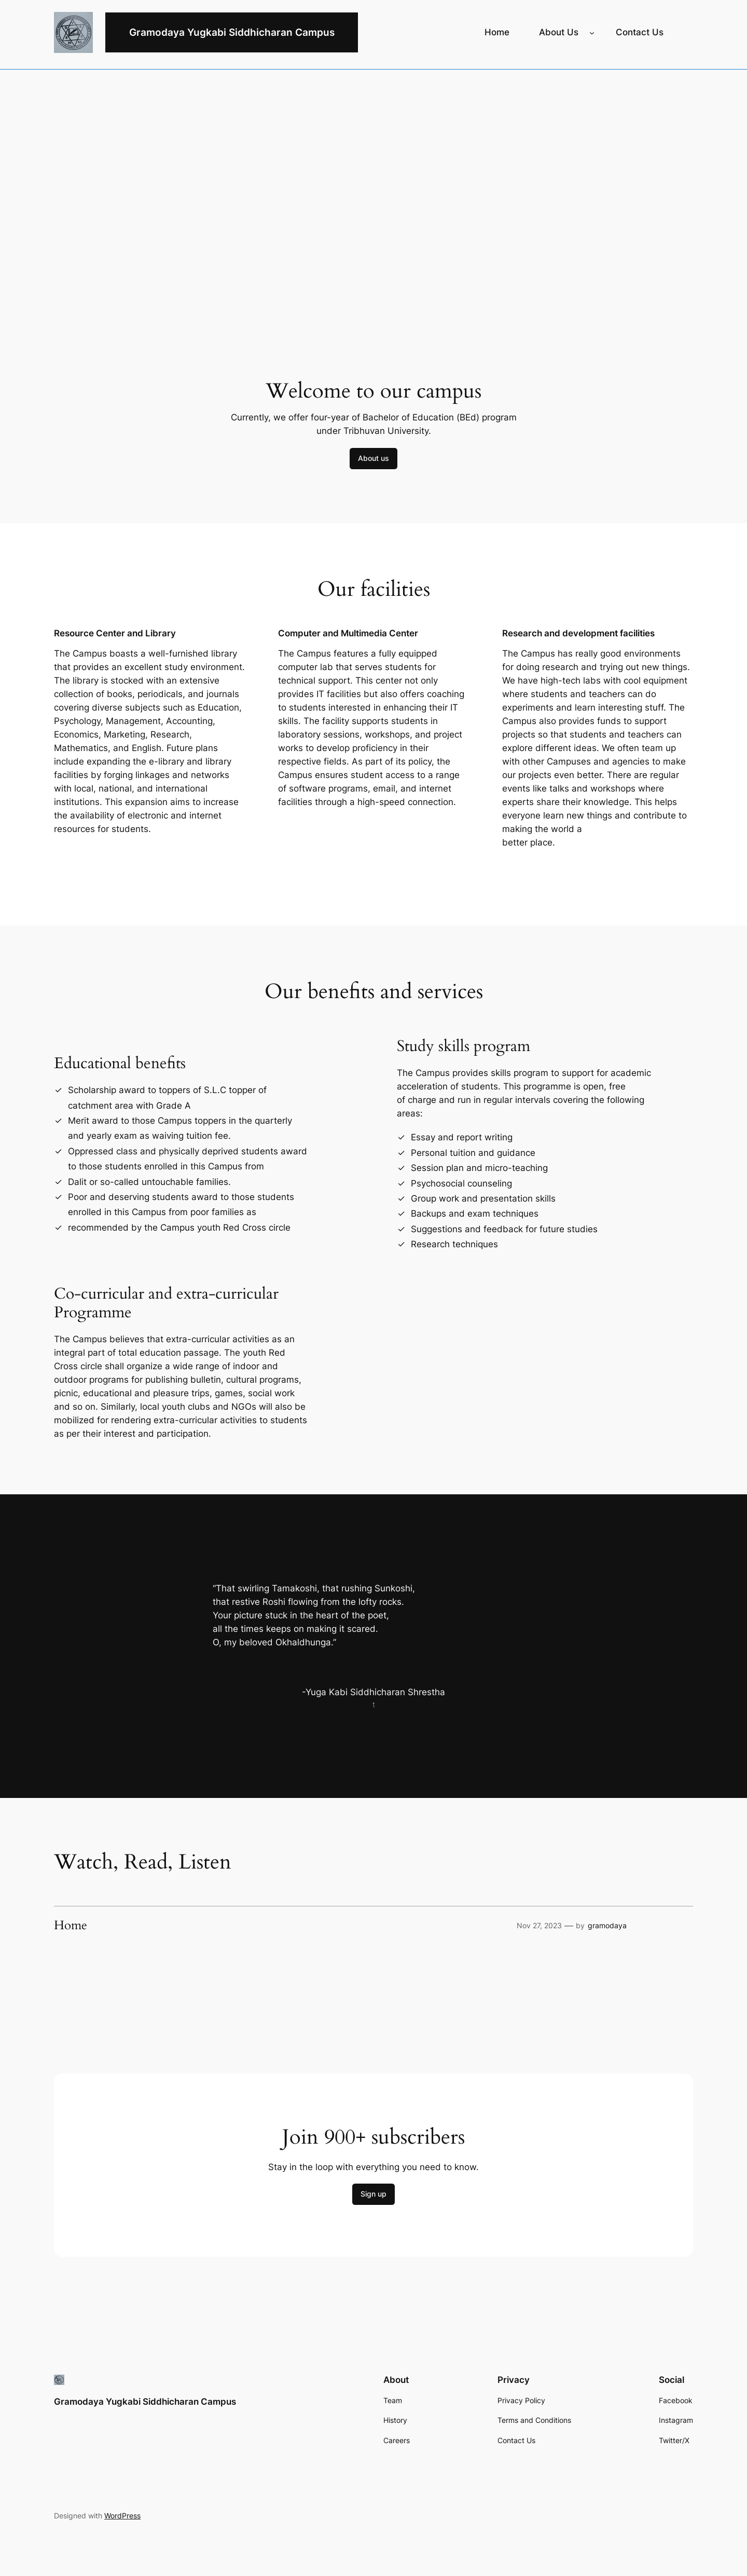 Gramodaya Yugkabi Siddhicharan Campus
Home
About Us
Contact Us
Welcome to our campus
Currently, we offer four-year of Bachelor of Education (BEd) program
under Tribhuvan University.
About us
Our facilities
Resource Center and Library
The Campus boasts a well-furnished library
that provides an excellent study environment.
The library is stocked with an extensive
collection of books, periodicals, and journals
covering diverse subjects such as Education,
Psychology, Management, Accounting,
Economics, Marketing, Research,
Mathematics, and English. Future plans
include expanding the e-library and library
facilities by forging linkages and networks
with local, national, and international
institutions. This expansion aims to increase
the availability of electronic and internet
resources for students.
Computer and Multimedia Center
The Campus features a fully equipped
computer lab that serves students for
technical support. This center not only
provides IT facilities but also offers coaching
to students interested in enhancing their IT
skills. The facility supports students in
laboratory sessions, workshops, and project
works to develop proficiency in their
respective fields. As part of its policy, the
Campus ensures student access to a range
of software programs, email, and internet
facilities through a high-speed connection.
Research and development facilities
The Campus has really good environments
for doing research and trying out new things.
We have high-tech labs with cool equipment
where students and teachers can do
experiments and learn interesting stuff. The
Campus also provides funds to support
projects so that students and teachers can
explore different ideas. We often team up
with other Campuses and agencies to make
our projects even better. There are regular
events like talks and workshops where
experts share their knowledge. This helps
everyone learn new things and contribute to
making the world a
better place.
Our benefits and services
Educational benefits
✓ Scholarship award to toppers of S.L.C topper of
catchment area with Grade A
✓ Merit award to those Campus toppers in the quarterly
and yearly exam as waiving tuition fee.
✓ Oppressed class and physically deprived students award
to those students enrolled in this Campus from
✓ Dalit or so-called untouchable families.
✓ Poor and deserving students award to those students
enrolled in this Campus from poor families as
✓ recommended by the Campus youth Red Cross circle
Study skills program
The Campus provides skills program to support for academic
acceleration of students. This programme is open, free
of charge and run in regular intervals covering the following
areas:
✓ Essay and report writing
✓ Personal tuition and guidance
✓ Session plan and micro-teaching
✓ Psychosocial counseling
✓ Group work and presentation skills
✓ Backups and exam techniques
✓ Suggestions and feedback for future studies
✓ Research techniques
Co-curricular and extra-curricular
Programme
The Campus believes that extra-curricular activities as an
integral part of total education passage. The youth Red
Cross circle shall organize a wide range of indoor and
outdoor programs for publishing bulletin, cultural programs,
picnic, educational and pleasure trips, games, social work
and so on. Similarly, local youth clubs and NGOs will also be
mobilized for rendering extra-curricular activities to students
as per their interest and participation.
“That swirling Tamakoshi, that rushing Sunkoshi,
that restive Roshi flowing from the lofty rocks.
Your picture stuck in the heart of the poet,
all the times keeps on making it scared.
O, my beloved Okhaldhunga.”
-Yuga Kabi Siddhicharan Shrestha
↑
Watch, Read, Listen
Home
Nov 27, 2023 — by gramodaya
Join 900+ subscribers
Stay in the loop with everything you need to know.
Sign up
Gramodaya Yugkabi Siddhicharan Campus
About
Team
History
Careers
Privacy
Privacy Policy
Terms and Conditions
Contact Us
Social
Facebook
Instagram
Twitter/X
Designed with WordPress